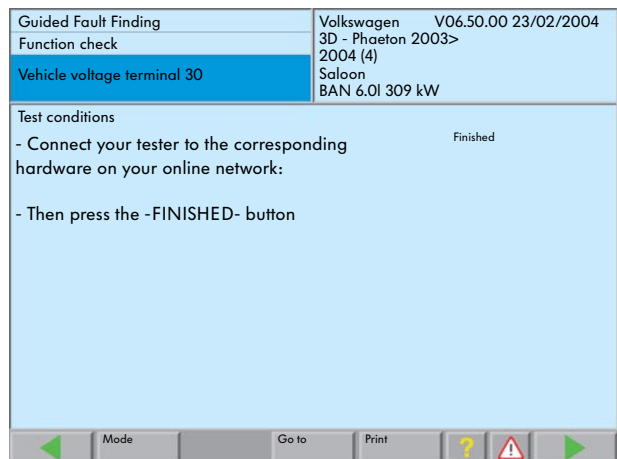 Guided Fault Finding
Function check
Vehicle voltage terminal 30
Volkswagen V06.50.00 23/02/2004
3D - Phaeton 2003>
2004 (4)
Saloon
BAN 6.0l 309 kW
Test conditions
- Connect your tester to the corresponding
hardware on your online network:
- Then press the -FINISHED- button
Finished
Mode
Go to
Print
?
!